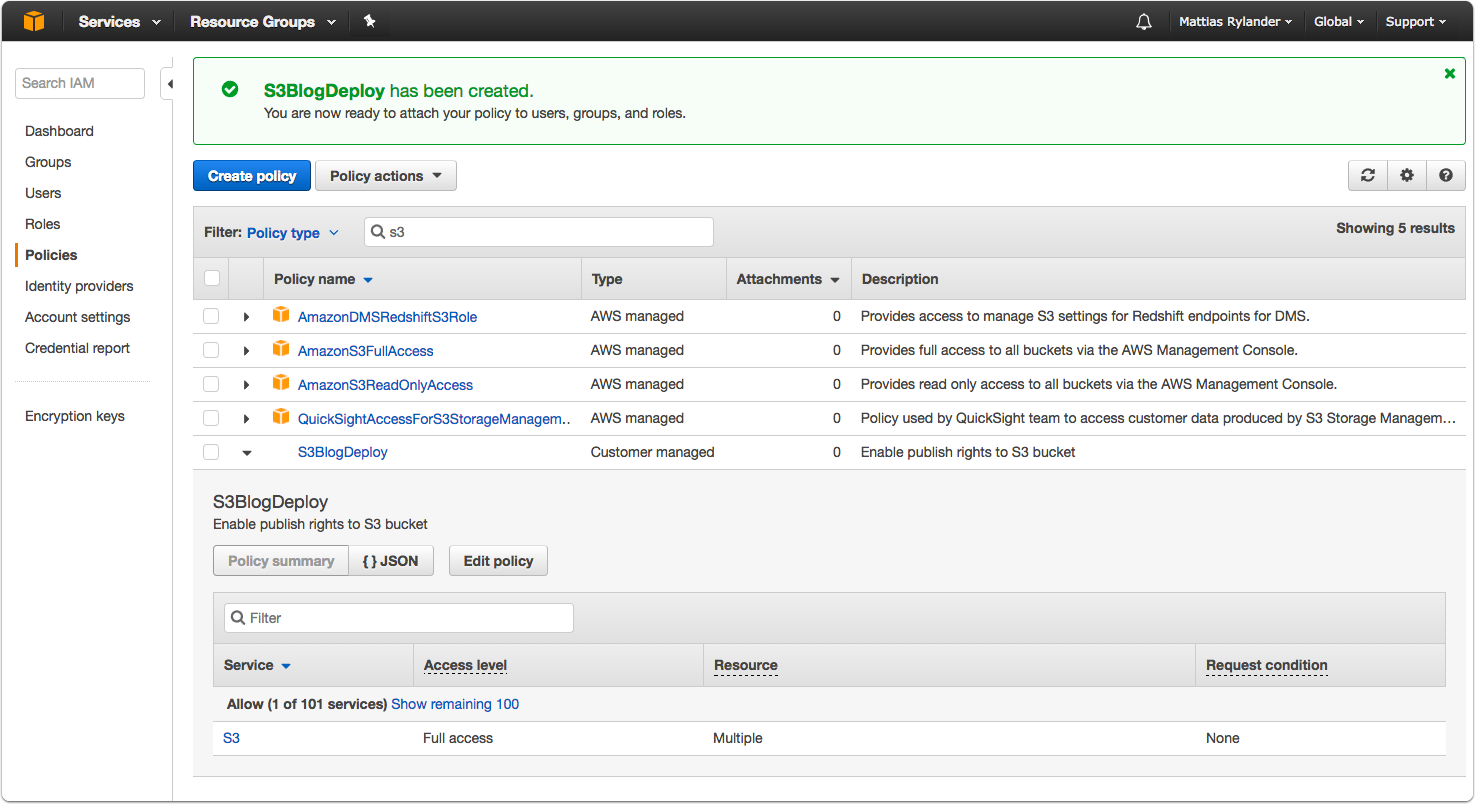 Services Resource Groups Mattias Rylander Global Support
Search IAM
Dashboard
Groups
Users
Roles
Policies
Identity providers
Account settings
Credential report
Encryption keys
S3BlogDeploy has been created.
You are now ready to attach your policy to users, groups, and roles.
Create policy Policy actions
Filter: Policy type s3 Showing 5 results
Policy name Type Attachments Description
AmazonDMSRedshiftS3Role AWS managed 0 Provides access to manage S3 settings for Redshift endpoints for DMS.
AmazonS3FullAccess AWS managed 0 Provides full access to all buckets via the AWS Management Console.
AmazonS3ReadOnlyAccess AWS managed 0 Provides read only access to all buckets via the AWS Management Console.
QuickSightAccessForS3StorageManagem.. AWS managed 0 Policy used by QuickSight team to access customer data produced by S3 Storage Managem…
S3BlogDeploy Customer managed 0 Enable publish rights to S3 bucket
S3BlogDeploy
Enable publish rights to S3 bucket
Policy summary { } JSON Edit policy
Filter
Service Access level Resource Request condition
Allow (1 of 101 services) Show remaining 100
S3 Full access Multiple None